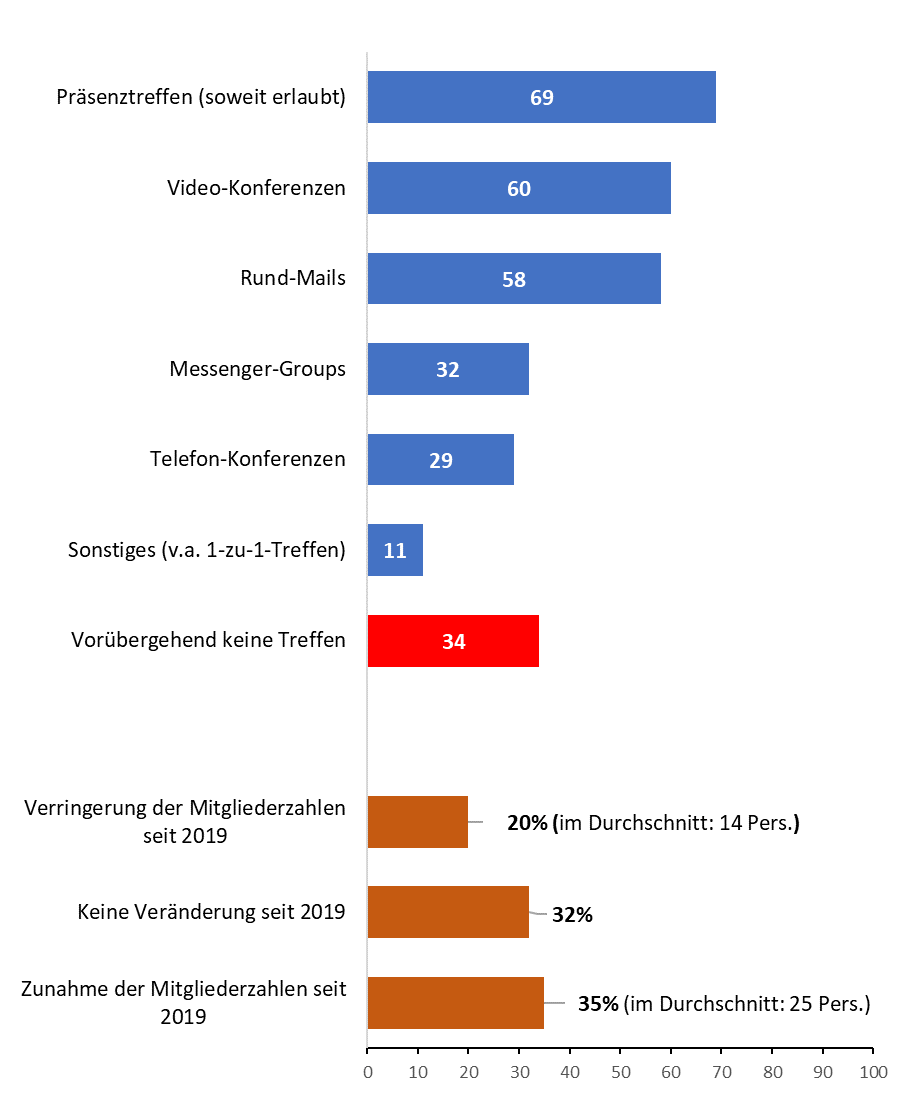 Präsenztreffen (soweit erlaubt)
69
Video-Konferenzen
60
Rund-Mails
58
Messenger-Groups
32
Telefon-Konferenzen
29
Sonstiges (v.a. 1-zu-1-Treffen)
11
Vorübergehend keine Treffen
34
Verringerung der Mitgliederzahlen
seit 2019
20% (im Durchschnitt: 14 Pers.)
Keine Veränderung seit 2019
32%
Zunahme der Mitgliederzahlen seit
2019
35% (im Durchschnitt: 25 Pers.)
0 10 20 30 40 50 60 70 80 90 100